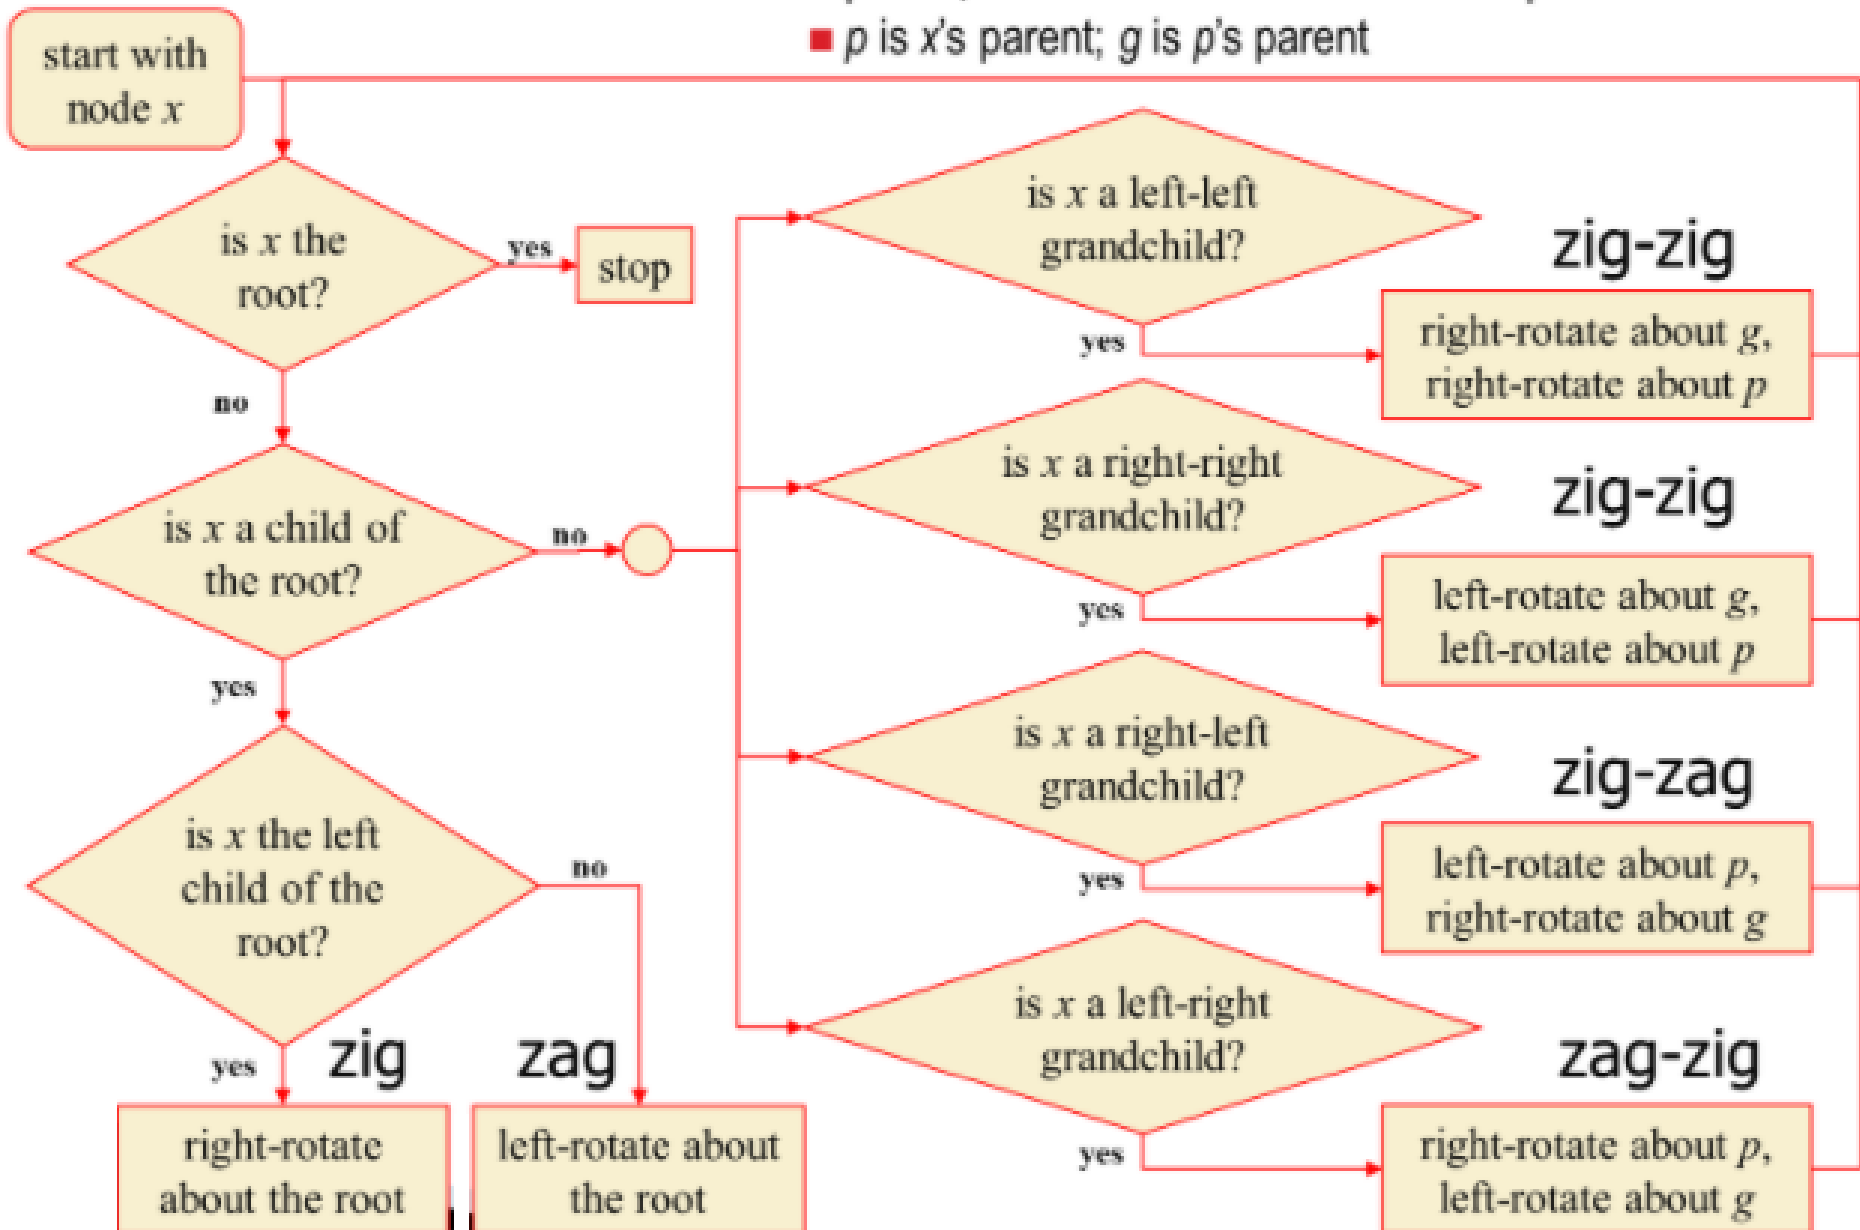 p is x's parent; g is p's parent
start with
node x
is x the
root?
yes
stop
no
is x a child of
the root?
no
yes
is x the left
child of the
root?
no
yes
zig
zag
right-rotate
about the root
left-rotate about
the root
is x a left-left
grandchild?
yes
zig-zig
right-rotate about g,
right-rotate about p
is x a right-right
grandchild?
yes
zig-zig
left-rotate about g,
left-rotate about p
is x a right-left
grandchild?
yes
zig-zag
left-rotate about p,
right-rotate about g
is x a left-right
grandchild?
yes
zag-zig
right-rotate about p,
left-rotate about g